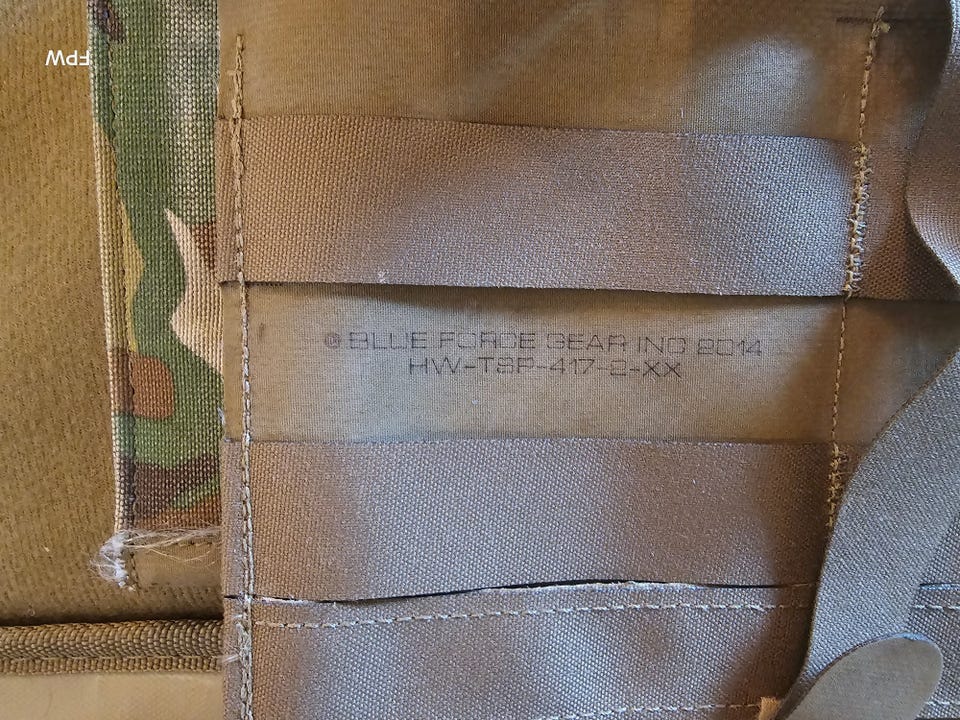 FPW
© BLUE FORCE GEAR INC 2014
HW-TSP-417-2-XX